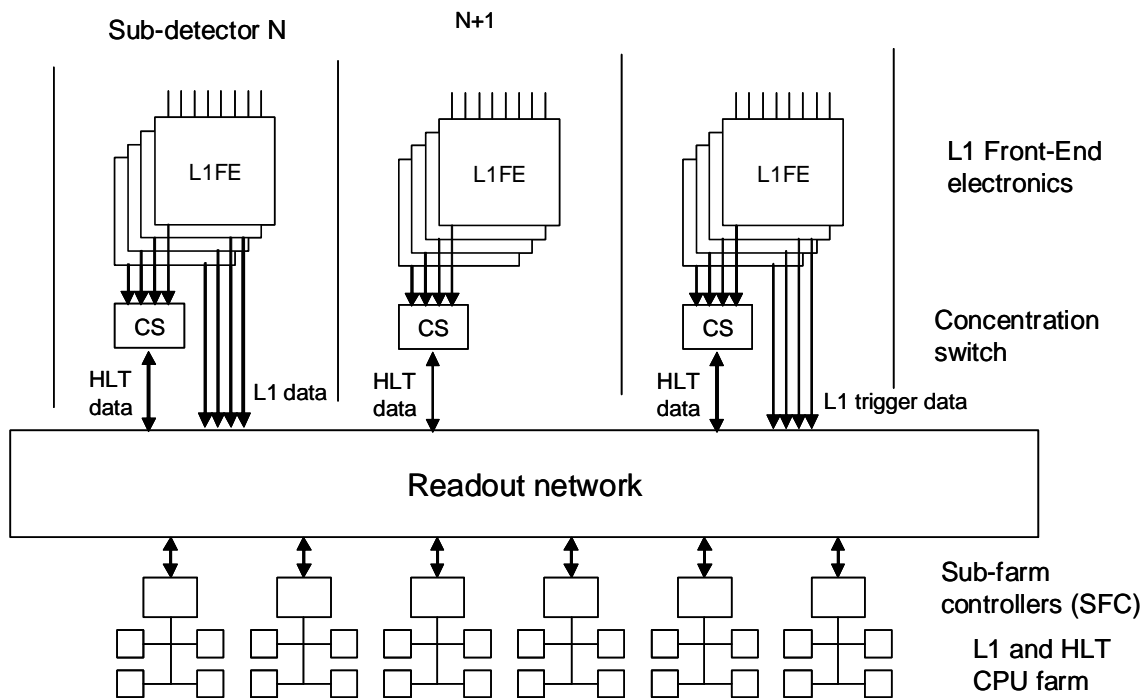 Sub-detector N
N+1
L1FE
L1FE
L1FE
L1 Front-End
electronics
CS
CS
CS
Concentration
switch
HLT
data
L1 data
HLT
data
HLT
data
L1 trigger data
Readout network
Sub-farm
controllers (SFC)
L1 and HLT
CPU farm